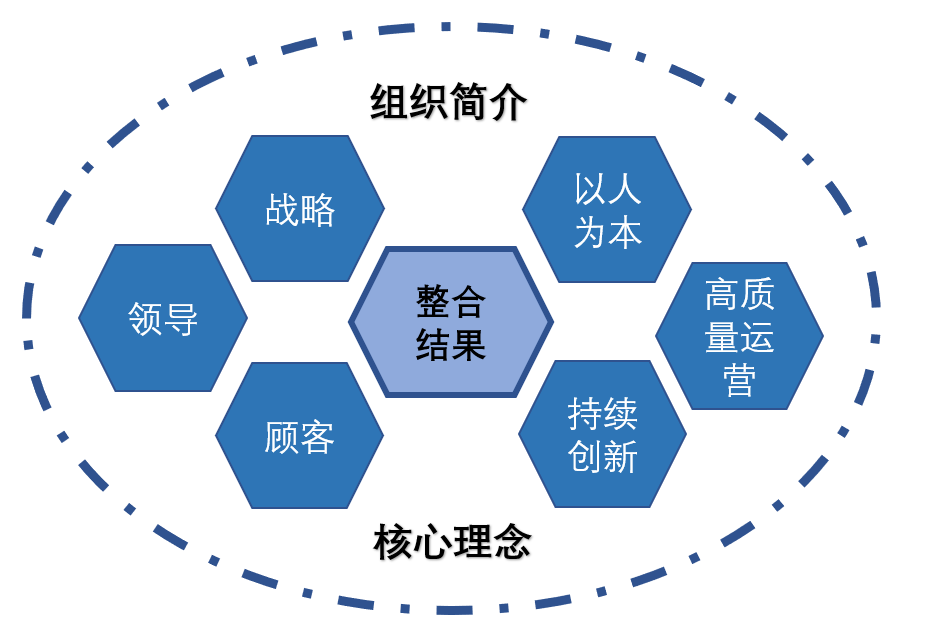 组织简介
战略
以人
为本
领导
整合
结果
高质
量运
营
顾客
持续
创新
核心理念